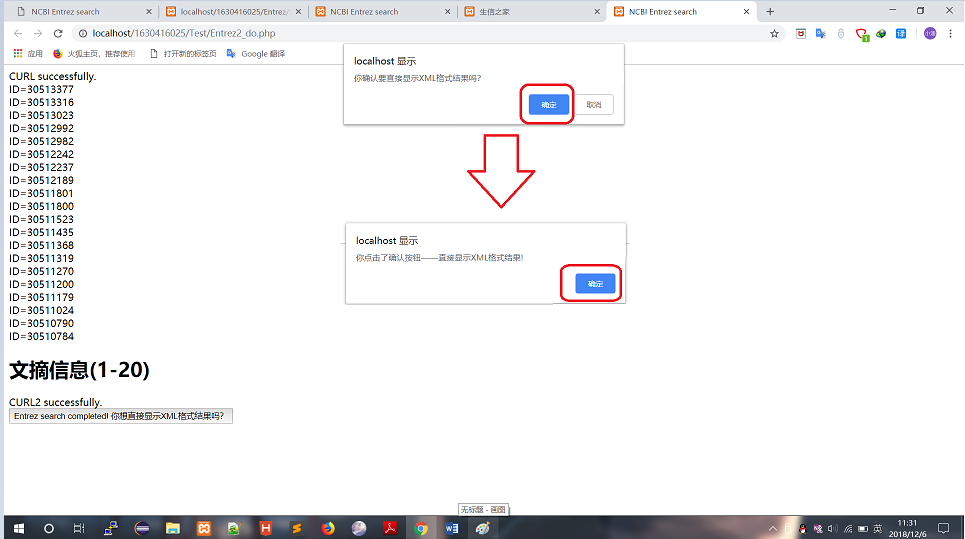 NCBI Entrez search
localhost/1630416025/Entrez/
NCBI Entrez search
生信之家
NCBI Entrez search
localhost/1630416025/Test/Entrez2_do.php
应用
火狐主页，推荐使用
打开新的标签页
Google 翻译
CURL successfully.
ID=30513377
ID=30513316
ID=30513023
ID=30512992
ID=30512982
ID=30512242
ID=30512237
ID=30512189
ID=30511801
ID=30511800
ID=30511523
ID=30511435
ID=30511368
ID=30511319
ID=30511270
ID=30511200
ID=30511179
ID=30511024
ID=30510790
ID=30510784
文摘信息(1-20)
CURL2 successfully.
Entrez search completed! 你想直接显示XML格式结果吗?
localhost 显示
你确认要直接显示XML格式结果吗?
确定
取消
localhost 显示
你点击了确认按钮——直接显示XML格式结果!
确定
无标题 - 画图
英
11:31
2018/12/6